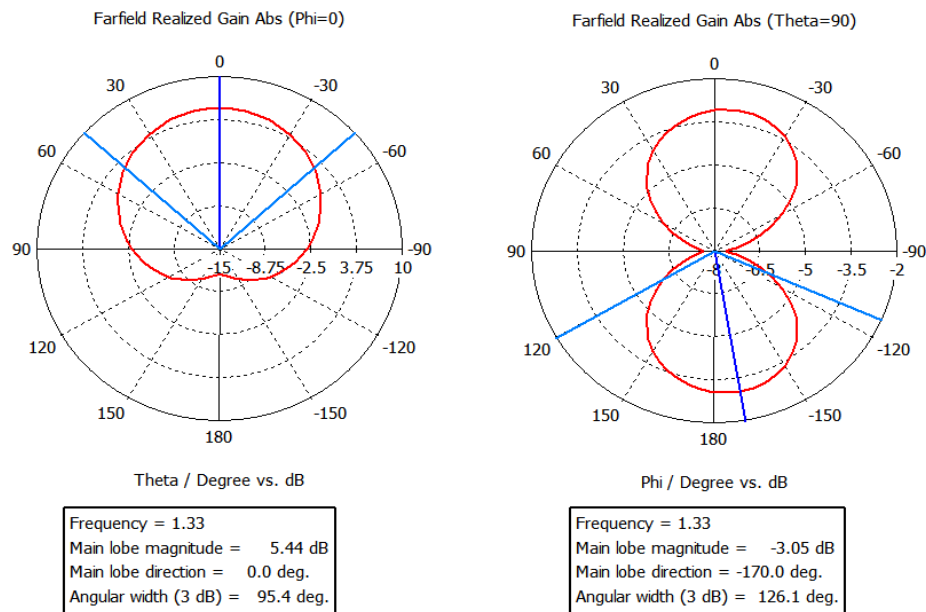 Farfield Realized Gain Abs (Phi=0)
0
30
-30
60
-60
90
-15
-8.75
-2.5
3.75
10
-90
120
-120
150
-150
180
Theta / Degree vs. dB
Frequency = 1.33
Main lobe magnitude = 5.44 dB
Main lobe direction = 0.0 deg.
Angular width (3 dB) = 95.4 deg.
Farfield Realized Gain Abs (Theta=90)
0
30
-30
60
-60
90
-8
-6.5
-5
-3.5
-2
-90
120
-120
150
-150
180
Phi / Degree vs. dB
Frequency = 1.33
Main lobe magnitude = -3.05 dB
Main lobe direction = -170.0 deg.
Angular width (3 dB) = 126.1 deg.